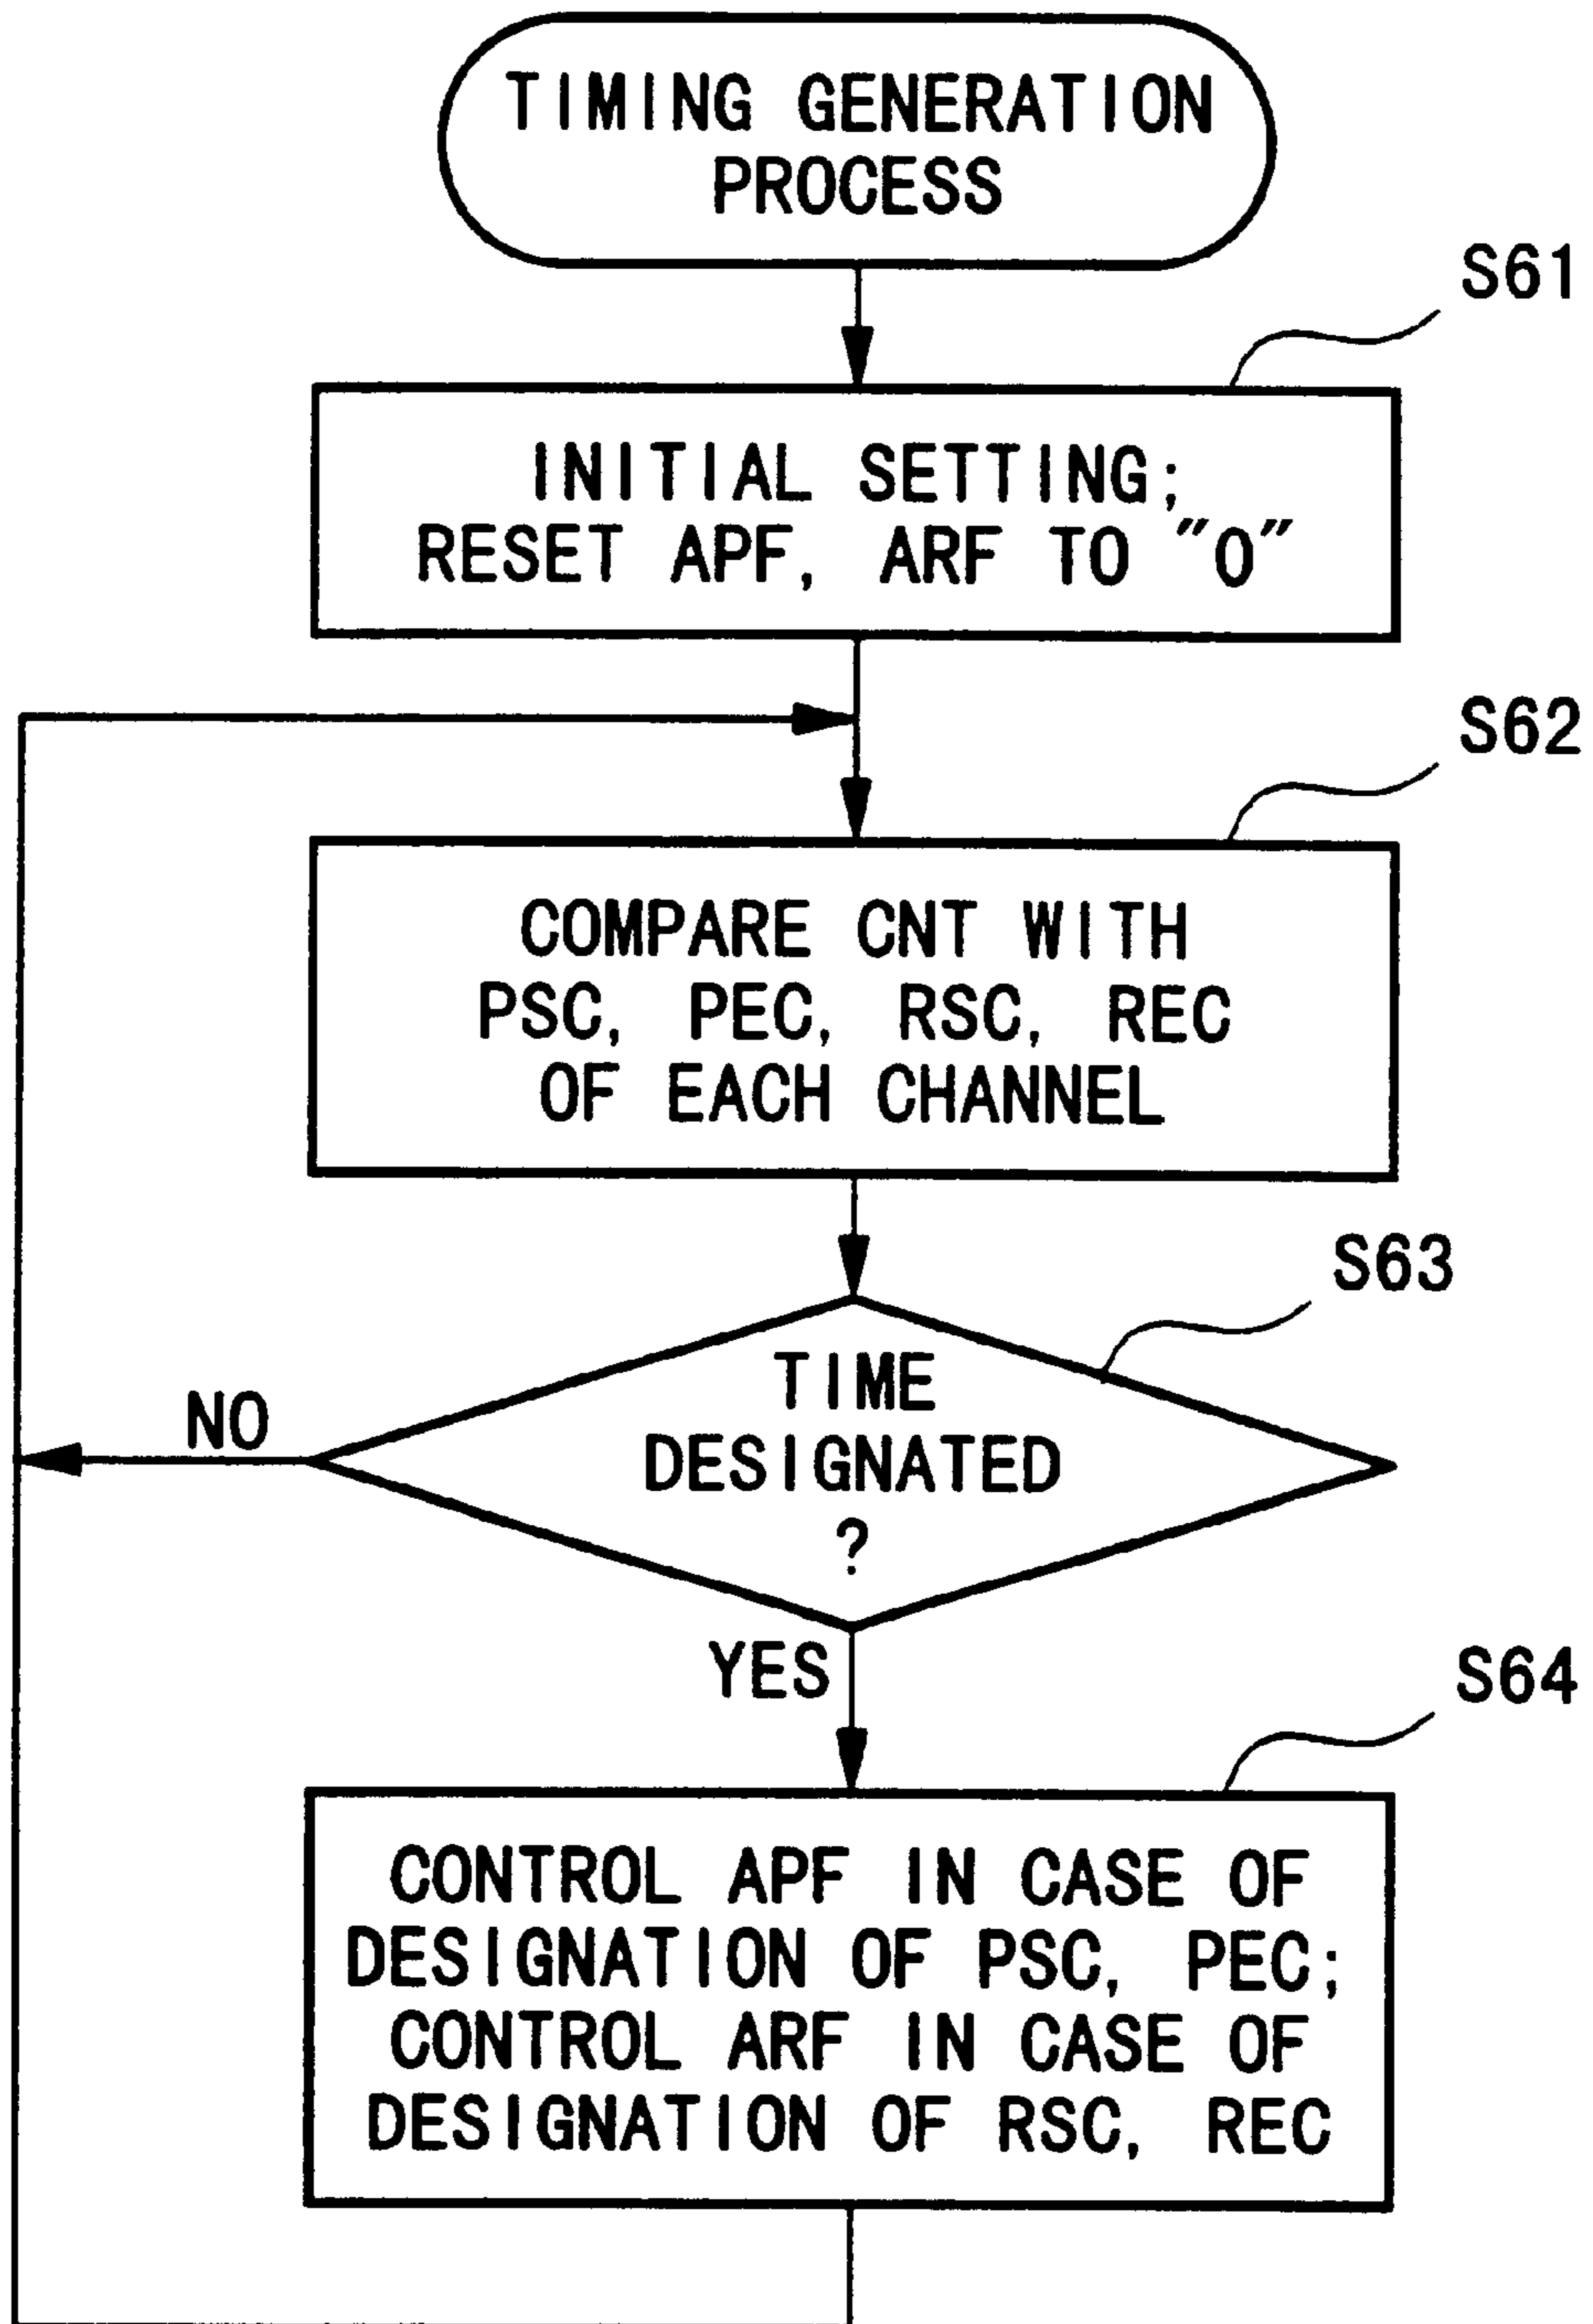 TIMING GENERATION
PROCESS
S61
INITIAL SETTING;
RESET APF, ARF TO "0"
S62
COMPARE CNT WITH
PSC, PEC, RSC, REC
OF EACH CHANNEL
S63
TIME
DESIGNATED
?
NO
YES
S64
CONTROL APF IN CASE OF
DESIGNATION OF PSC, PEC;
CONTROL ARF IN CASE OF
DESIGNATION OF RSC, REC